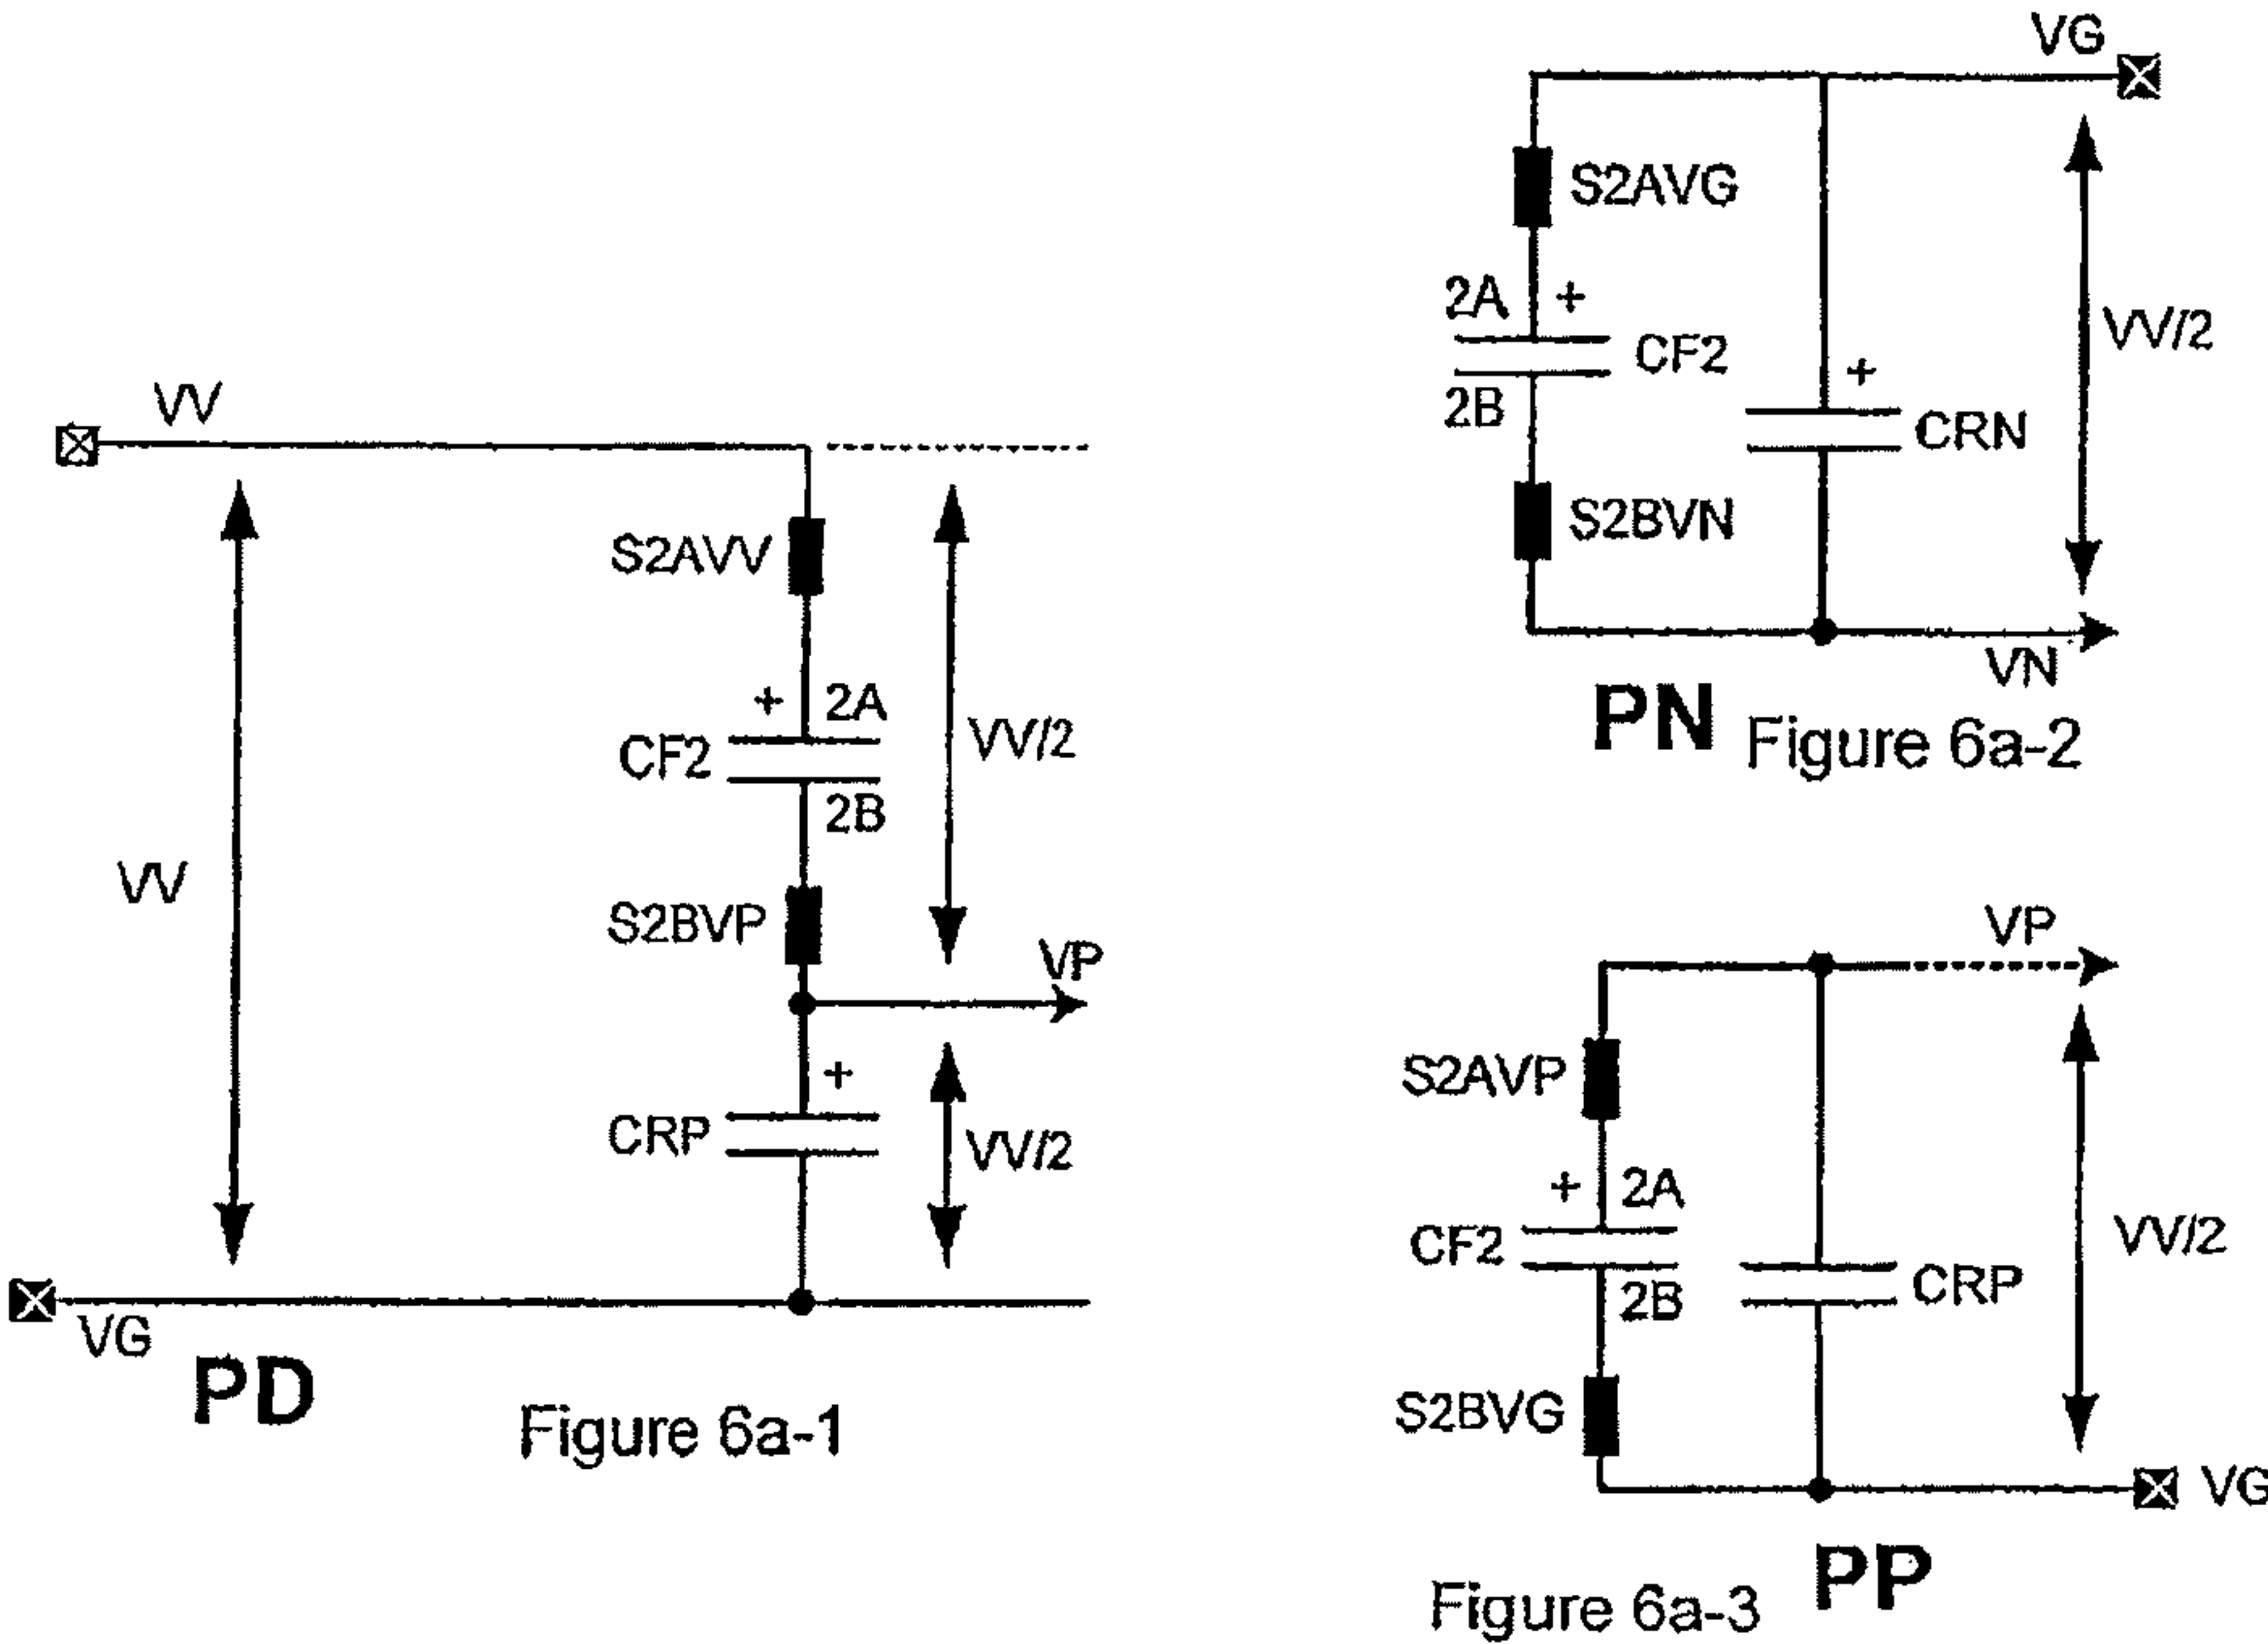 VV
VV
S2AVV
+ 2A
CF2
2B
S2BVP
VV/2
VP
+
CRP
VV/2
VG
PD
Figure 6a-1
VG
S2AVG
2A +
CF2
2B
S2BVN
+
CRN
VV/2
VN
PN
Figure 6a-2
VP
S2AVP
+ 2A
CF2
2B
S2BVG
CRP
VV/2
VG
PP
Figure 6a-3